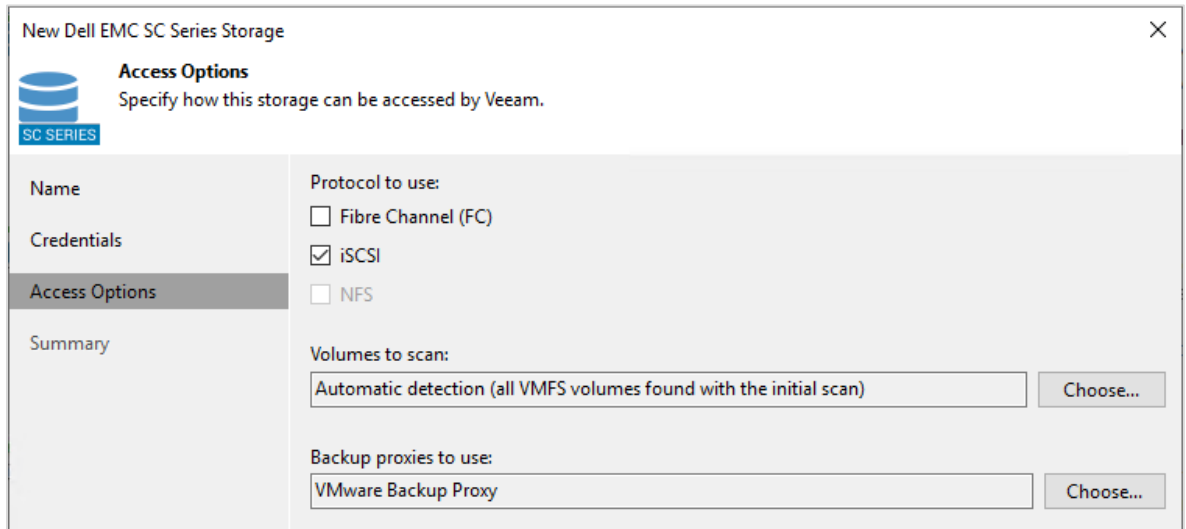 New Dell EMC SC Series Storage
Access Options
Specify how this storage can be accessed by Veeam.
SC SERIES
Name
Credentials
Access Options
Summary
Protocol to use:
Fibre Channel (FC)
iSCSI
NFS
Volumes to scan:
Automatic detection (all VMFS volumes found with the initial scan)
Choose...
Backup proxies to use:
VMware Backup Proxy
Choose...